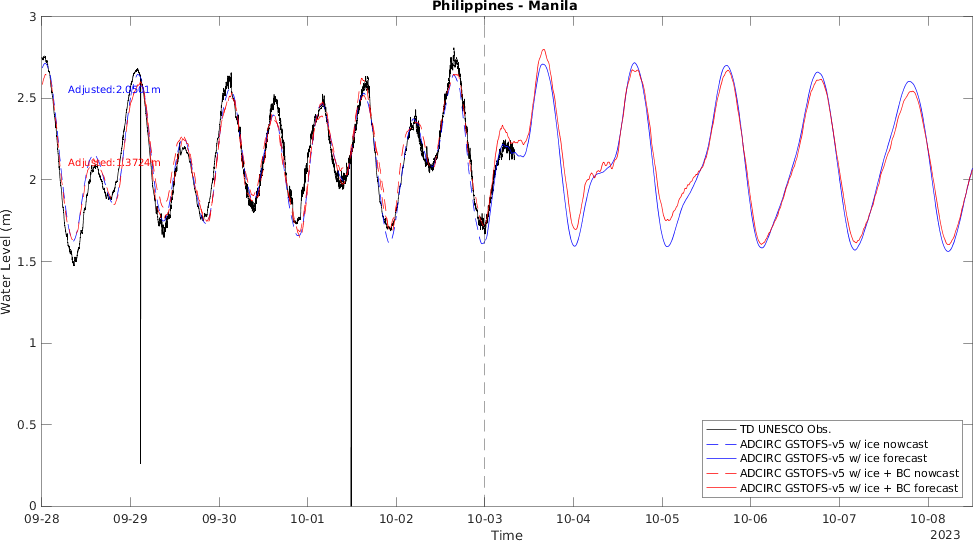 Philippines - Manila
3
2.5
2
1.5
1
0.5
0
Water Level (m)
Adjusted:2.0501m
Adjusted:1.3724m
TD UNESCO Obs.
ADCIRC GSTOFS-v5 w/ ice nowcast
ADCIRC GSTOFS-v5 w/ ice forecast
ADCIRC GSTOFS-v5 w/ ice + BC nowcast
ADCIRC GSTOFS-v5 w/ ice + BC forecast
09-28 09-29 09-30 10-01 10-02 10-03 10-04 10-05 10-06 10-07 10-08
Time
2023